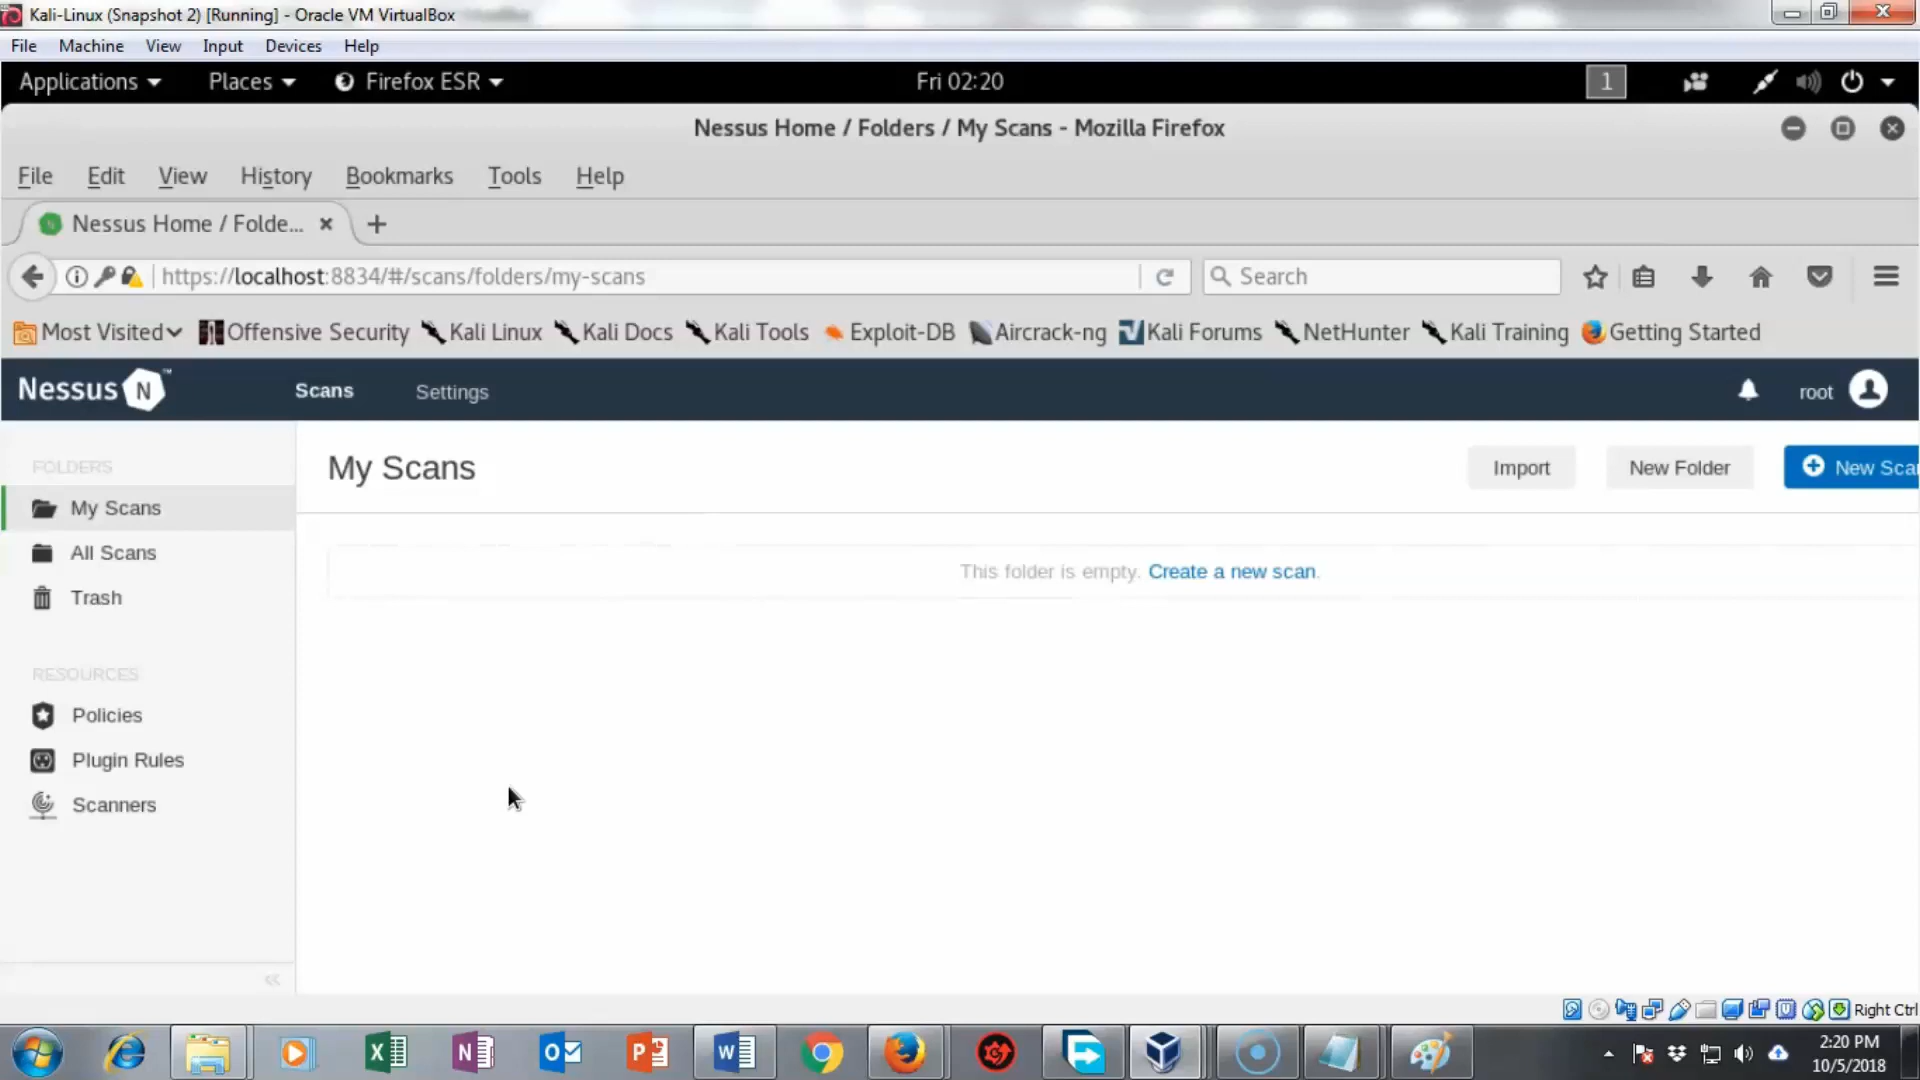 Kali-Linux (Snapshot 2) [Running] - Oracle VM VirtualBox
File Machine View Input Devices Help
Applications Places Firefox ESR Fri 02:20 1
Nessus Home / Folders / My Scans - Mozilla Firefox
File Edit View History Bookmarks Tools Help
Nessus Home / Folde...
https://localhost:8834/#/scans/folders/my-scans Search
Most Visited Offensive Security Kali Linux Kali Docs Kali Tools Exploit-DB Aircrack-ng Kali Forums NetHunter Kali Training Getting Started
Nessus N ™ Scans Settings root
FOLDERS
My Scans
All Scans
Trash
RESOURCES
Policies
Plugin Rules
Scanners
My Scans Import New Folder New Sca
This folder is empty. Create a new scan.
Right Ctrl
2:20 PM
10/5/2018